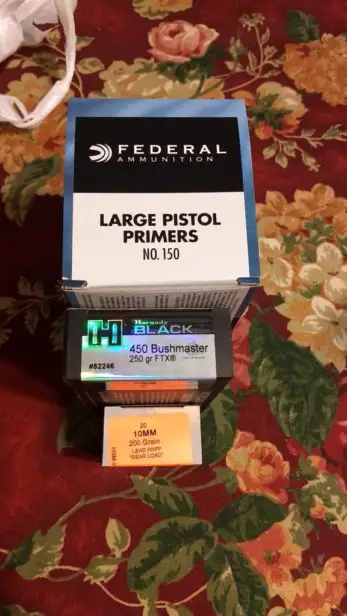 FEDERAL
AMMUNITION
LARGE PISTOL
PRIMERS
NO. 150
Hornady
BLACK
H
450 Bushmaster
250 gr FTX®
#82246
20
10MM
200 Grain
LEAD RNFP
"BEAR LOAD"